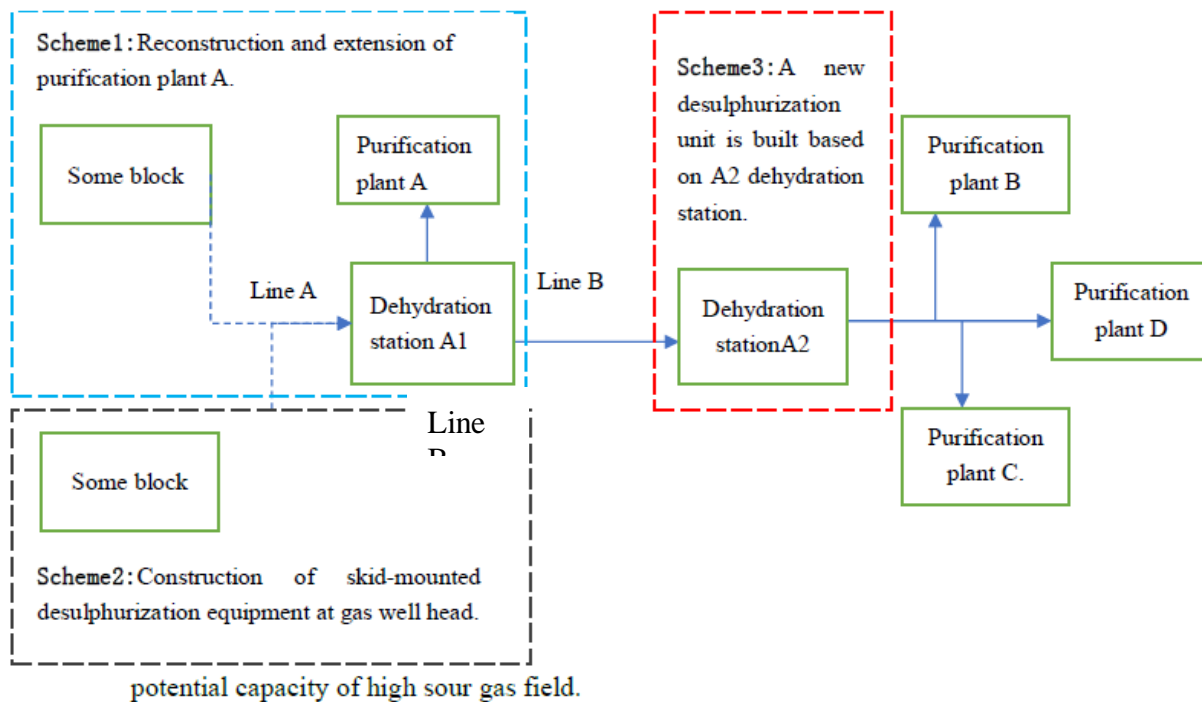 Scheme1:Reconstruction and extension of
purification plant A.
Some block
Purification
plant A
Line A
Dehydration
station A1
Line B
Scheme3:A new
desulphurization
unit is built based
on A2 dehydration
station.
Dehydration
stationA2
Purification
plant B
Purification
plant D
Purification
plant C.
Line
Some block
Scheme2:Construction of skid-mounted
desulphurization equipment at gas well head.
potential capacity of high sour gas field.